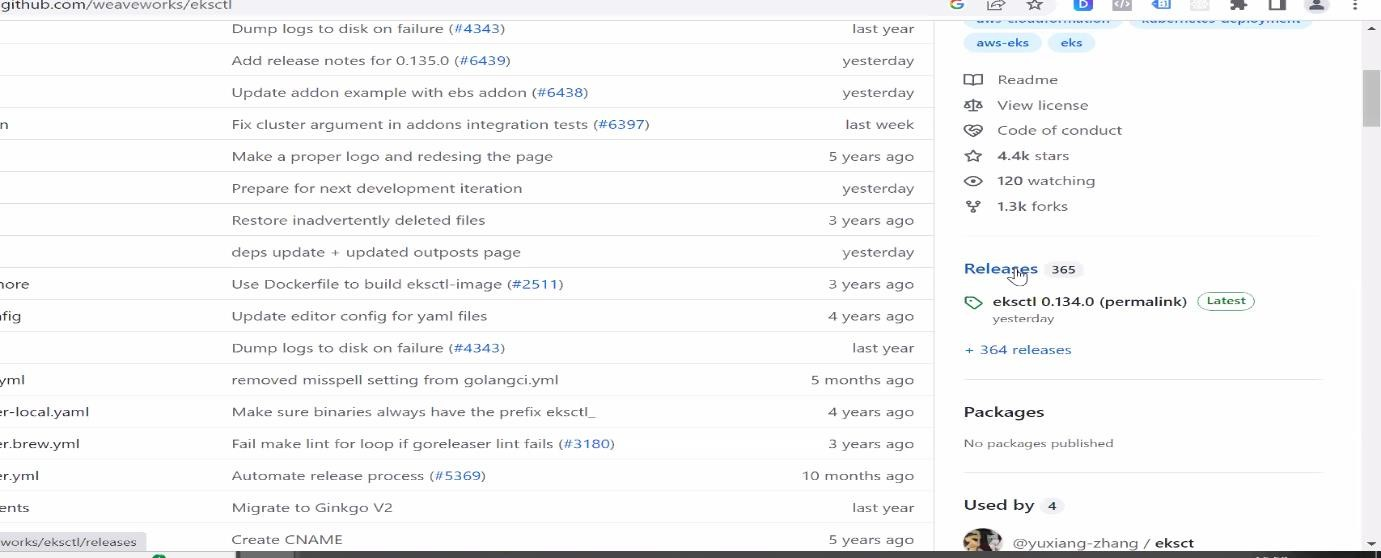 github.com/weaveworks/eksctl
Dump logs to disk on failure (#4343) last year
Add release notes for 0.135.0 (#6439) yesterday
Update addon example with ebs addon (#6438) yesterday
n Fix cluster argument in addons integration tests (#6397) last week
Make a proper logo and redesing the page 5 years ago
Prepare for next development iteration yesterday
Restore inadvertently deleted files 3 years ago
deps update + updated outposts page yesterday
nore Use Dockerfile to build eksctl-image (#2511) 3 years ago
nfig Update editor config for yaml files 4 years ago
Dump logs to disk on failure (#4343) last year
.yml removed misspell setting from golangci.yml 5 months ago
er-local.yaml Make sure binaries always have the prefix eksctl_ 4 years ago
er.brew.yml Fail make lint for loop if goreleaser lint fails (#3180) 3 years ago
er.yml Automate release process (#5369) 10 months ago
ents Migrate to Ginkgo V2 last year
Create CNAME 5 years ago
works/eksctl/releases
aws-cloudformation kubernetes-deployment
aws-eks eks
Readme
View license
Code of conduct
4.4k stars
120 watching
1.3k forks
Releases 365
eksctl 0.134.0 (permalink) Latest
yesterday
+ 364 releases
Packages
No packages published
Used by 4
@yuxiang-zhang / eksct